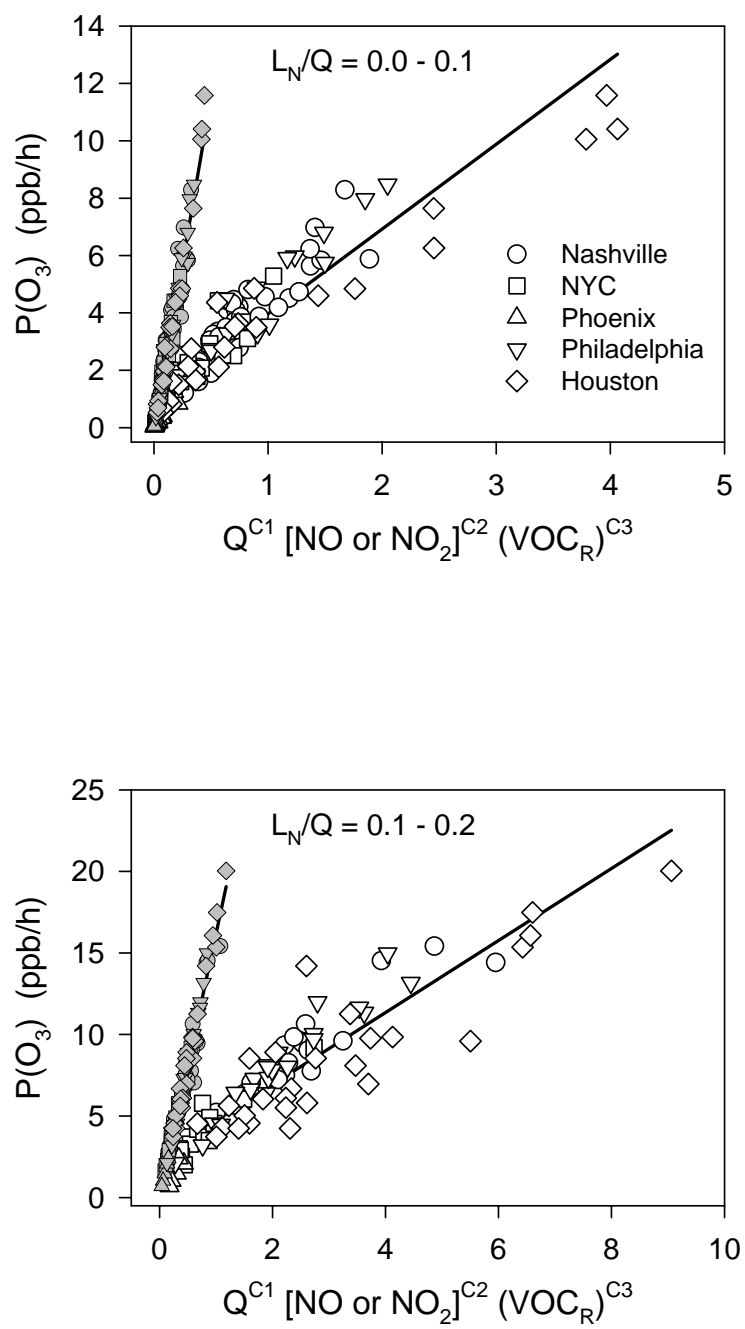 14
12
10
8
6
4
2
0
P(O3) (ppb/h)
LN/Q = 0.0 - 0.1
Nashville
NYC
Phoenix
Philadelphia
Houston
0 1 2 3 4 5
Q^C1 [NO or NO2]^C2 (VOCR)^C3
25
20
15
10
5
0
P(O3) (ppb/h)
LN/Q = 0.1 - 0.2
0 2 4 6 8 10
Q^C1 [NO or NO2]^C2 (VOCR)^C3